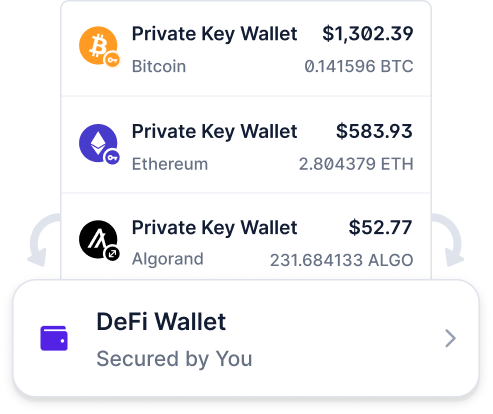 Private Key Wallet $1,302.39
Bitcoin 0.141596 BTC
Private Key Wallet $583.93
Ethereum 2.804379 ETH
Private Key Wallet $52.77
Algorand 231.684133 ALGO
DeFi Wallet
Secured by You